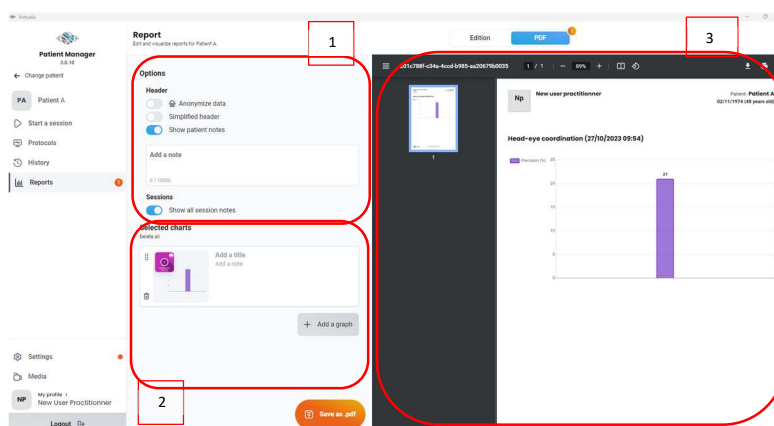 Virtualis
Patient Manager
3.0.16
Change patient
PA Patient A
Start a session
Protocols
History
Reports 1
Settings
Media
NP My profile
New User Practitionner
Logout
Report
Edit and visualize reports for Patient A
1
Options
Header
Anonymize data
Simplified header
Show patient notes
Add a note
0 / 10000
Sessions
Show all session notes
Selected charts
Delete all
Add a title
Add a note
+ Add a graph
2
Save as .pdf
Edition PDF
3
1 / 1 − 89% +
1
Np New user practitionner
Patient: Patient A
02/11/1974 (48 years old)
Head-eye coordination (27/10/2023 09:54)
Precision (%)
25
21
20
15
10
5
0